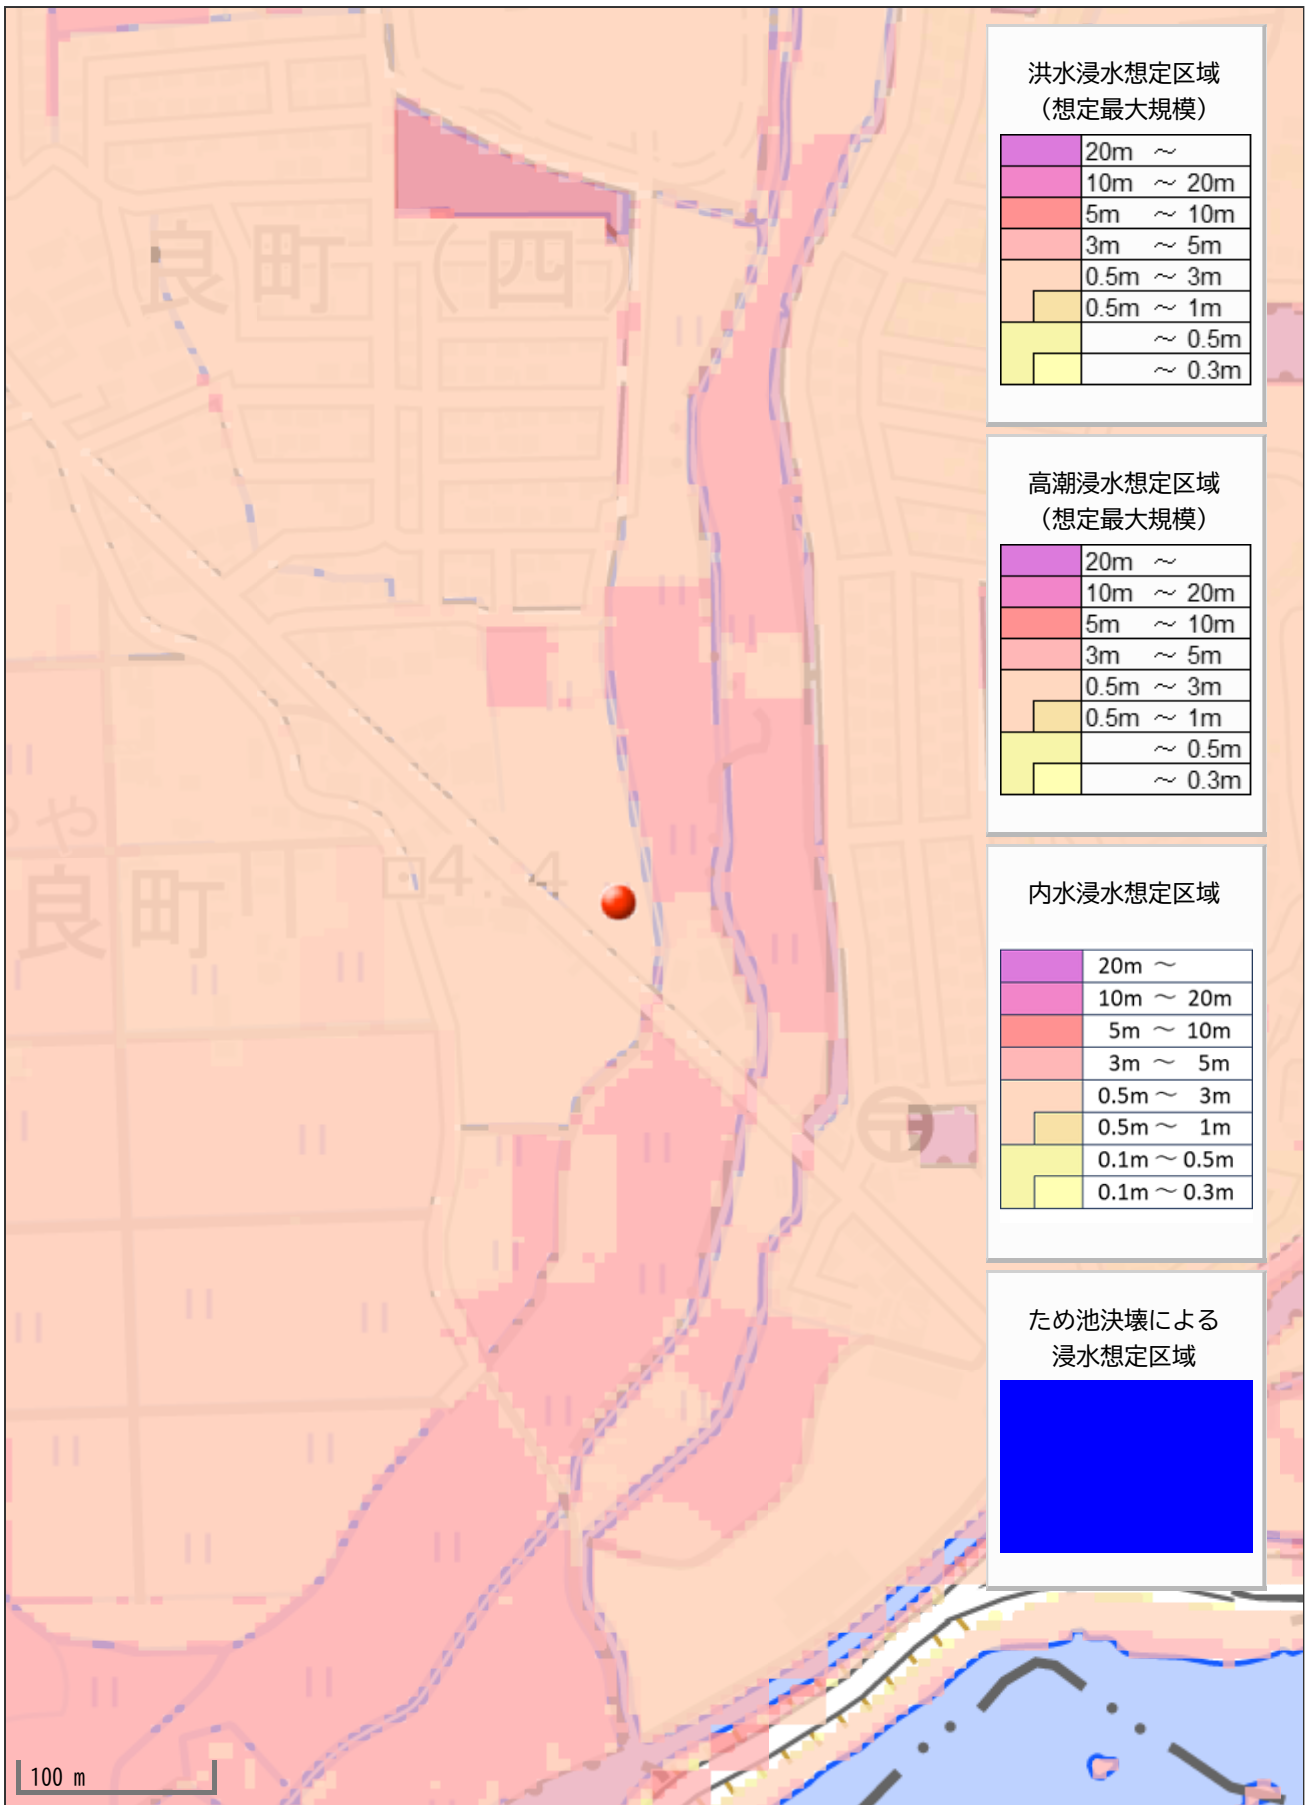 洪水浸水想定区域
（想定最大規模）
20m ～
10m ～ 20m
5m ～ 10m
3m ～ 5m
0.5m ～ 3m
0.5m ～ 1m
～ 0.5m
～ 0.3m
高潮浸水想定区域
（想定最大規模）
20m ～
10m ～ 20m
5m ～ 10m
3m ～ 5m
0.5m ～ 3m
0.5m ～ 1m
～ 0.5m
～ 0.3m
内水浸水想定区域
20m ～
10m ～ 20m
5m ～ 10m
3m ～ 5m
0.5m ～ 3m
0.5m ～ 1m
0.1m ～ 0.5m
0.1m ～ 0.3m
ため池決壊による
浸水想定区域
良町（四）
や
良町
4.4
100 m